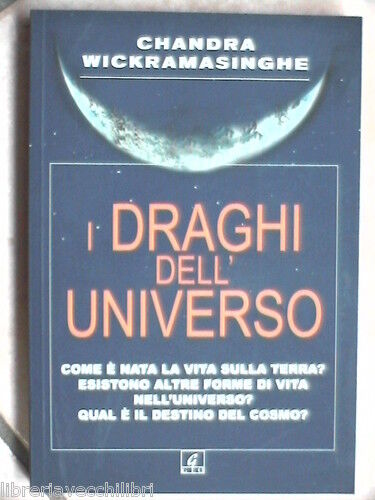 CHANDRA
WICKRAMASINGHE
I DRAGHI
DELL'
UNIVERSO
COME È NATA LA VITA SULLA TERRA?
ESISTONO ALTRE FORME DI VITA
NELL'UNIVERSO?
QUAL È IL DESTINO DEL COSMO?
G
libreriavecchilibri